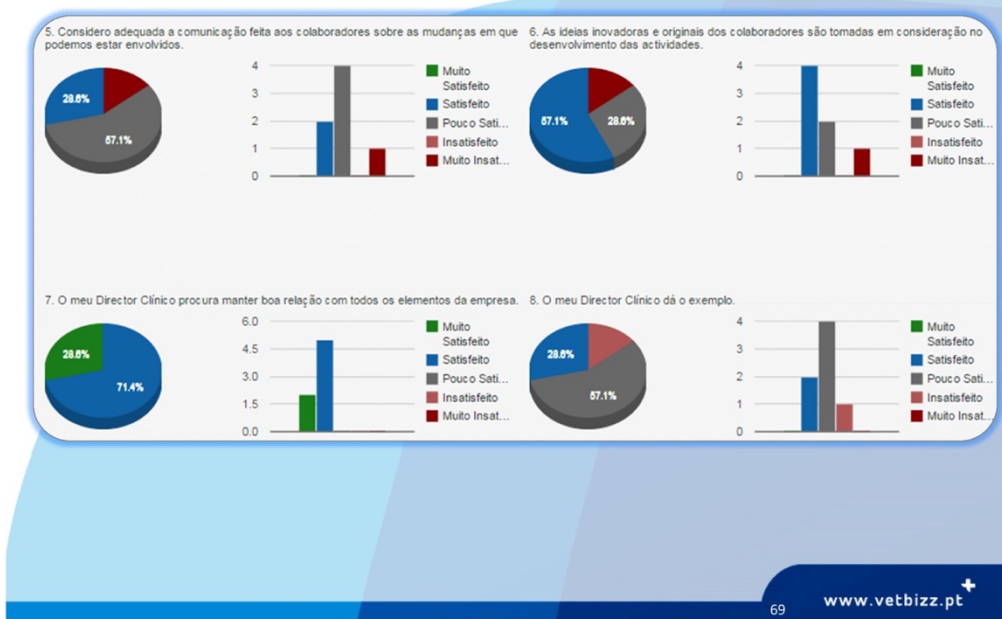 5. Considero adequada a comunicação feita aos colaboradores sobre as mudanças em que
podemos estar envolvidos.
28.6%
57.1%
4
3
2
1
0
Muito
Satisfeito
Satisfeito
Pouco Sati...
Insatisfeito
Muito Insat...
6. As ideias inovadoras e originais dos colaboradores são tomadas em consideração no
desenvolvimento das actividades.
57.1%
28.6%
4
3
2
1
0
Muito
Satisfeito
Satisfeito
Pouco Sati...
Insatisfeito
Muito Insat...
7. O meu Director Clínico procura manter boa relação com todos os elementos da empresa.
28.6%
71.4%
6.0
4.5
3.0
1.5
0.0
Muito
Satisfeito
Satisfeito
Pouco Sati...
Insatisfeito
Muito Insat...
8. O meu Director Clínico dá o exemplo.
28.6%
57.1%
4
3
2
1
0
Muito
Satisfeito
Satisfeito
Pouco Sati...
Insatisfeito
Muito Insat...
69
www.vetbizz.pt